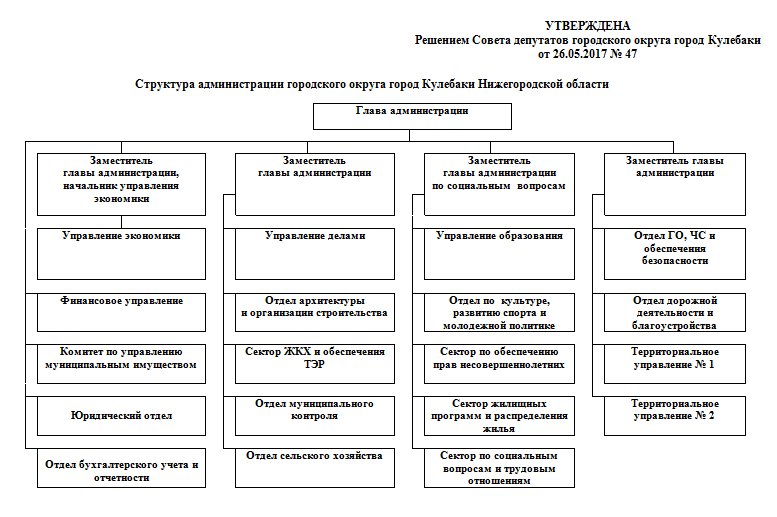 УТВЕРЖДЕНА
Решением Совета депутатов городского округа город Кулебаки
от 26.05.2017 № 47
Структура администрации городского округа город Кулебаки Нижегородской области
Глава администрации
Заместитель
главы администрации,
начальник управления
экономики
Заместитель
главы администрации
Заместитель
главы администрации
по социальным вопросам
Заместитель главы
администрации
Управление экономики
Управление делами
Управление образования
Отдел ГО, ЧС и
обеспечения
безопасности
Финансовое управление
Отдел архитектуры
и организации строительства
Отдел по культуре,
развитию спорта и
молодежной политике
Отдел дорожной
деятельности и
благоустройства
Комитет по управлению
муниципальным имуществом
Сектор ЖКХ и обеспечения
ТЭР
Сектор по обеспечению
прав несовершеннолетних
Территориальное
управление № 1
Юридический отдел
Отдел муниципального
контроля
Сектор жилищных
программ и распределения
жилья
Территориальное
управление № 2
Отдел бухгалтерского учета и
отчетности
Отдел сельского хозяйства
Сектор по социальным
вопросам и трудовым
отношениям